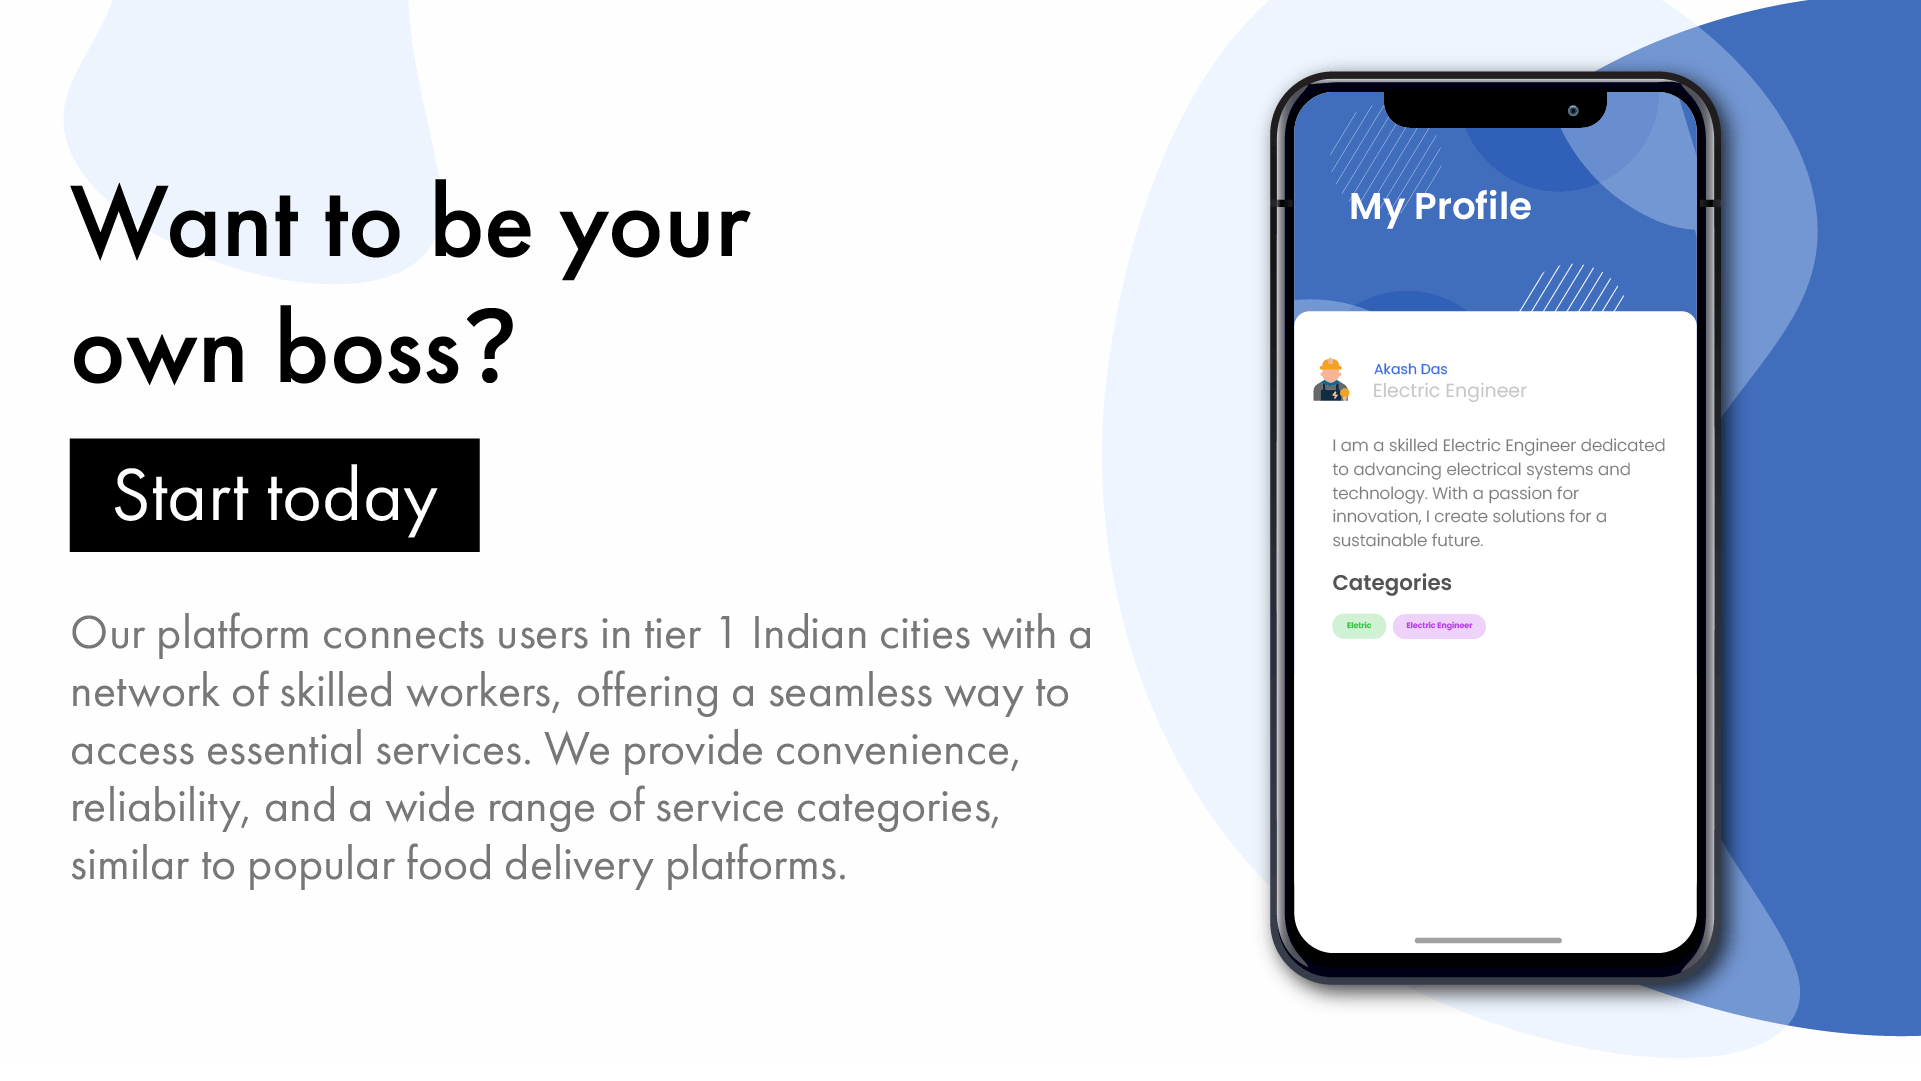 Want to be your
own boss?
Start today
Our platform connects users in tier 1 Indian cities with a
network of skilled workers, offering a seamless way to
access essential services. We provide convenience,
reliability, and a wide range of service categories,
similar to popular food delivery platforms.
My Profile
Akash Das
Electric Engineer
I am a skilled Electric Engineer dedicated
to advancing electrical systems and
technology. With a passion for
innovation, I create solutions for a
sustainable future.
Categories
Eletric Electric Engineer